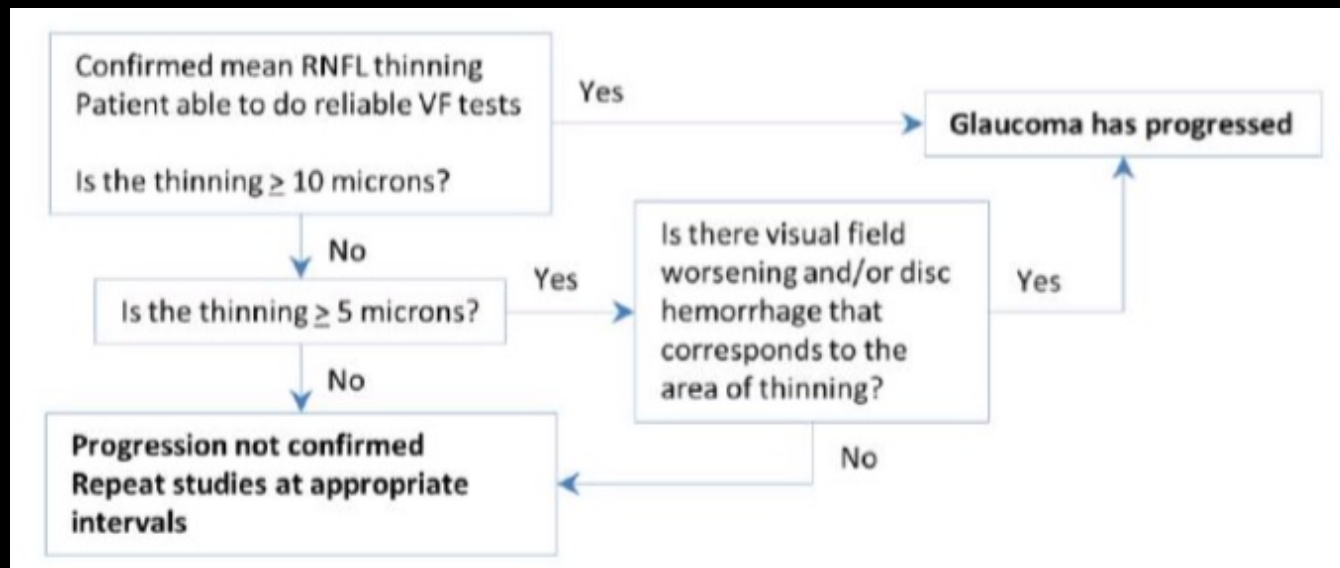 Confirmed mean RNFL thinning
Patient able to do reliable VF tests
Is the thinning ≥ 10 microns?
Yes
Glaucoma has progressed
No
Is the thinning ≥ 5 microns?
Yes
Is there visual field
worsening and/or disc
hemorrhage that
corresponds to the
area of thinning?
Yes
No
No
Progression not confirmed
Repeat studies at appropriate
intervals